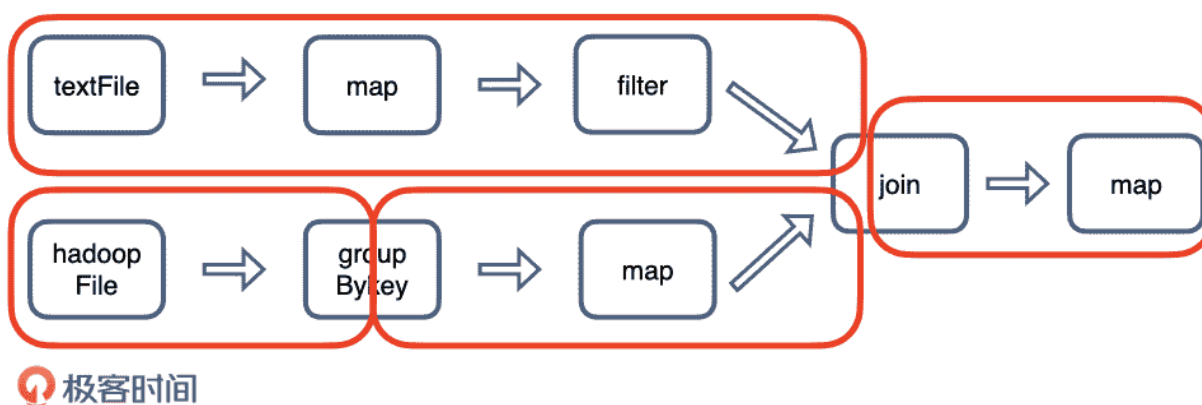 textFile
map
filter
join
map
hadoop
File
group
Bykey
map
极客时间